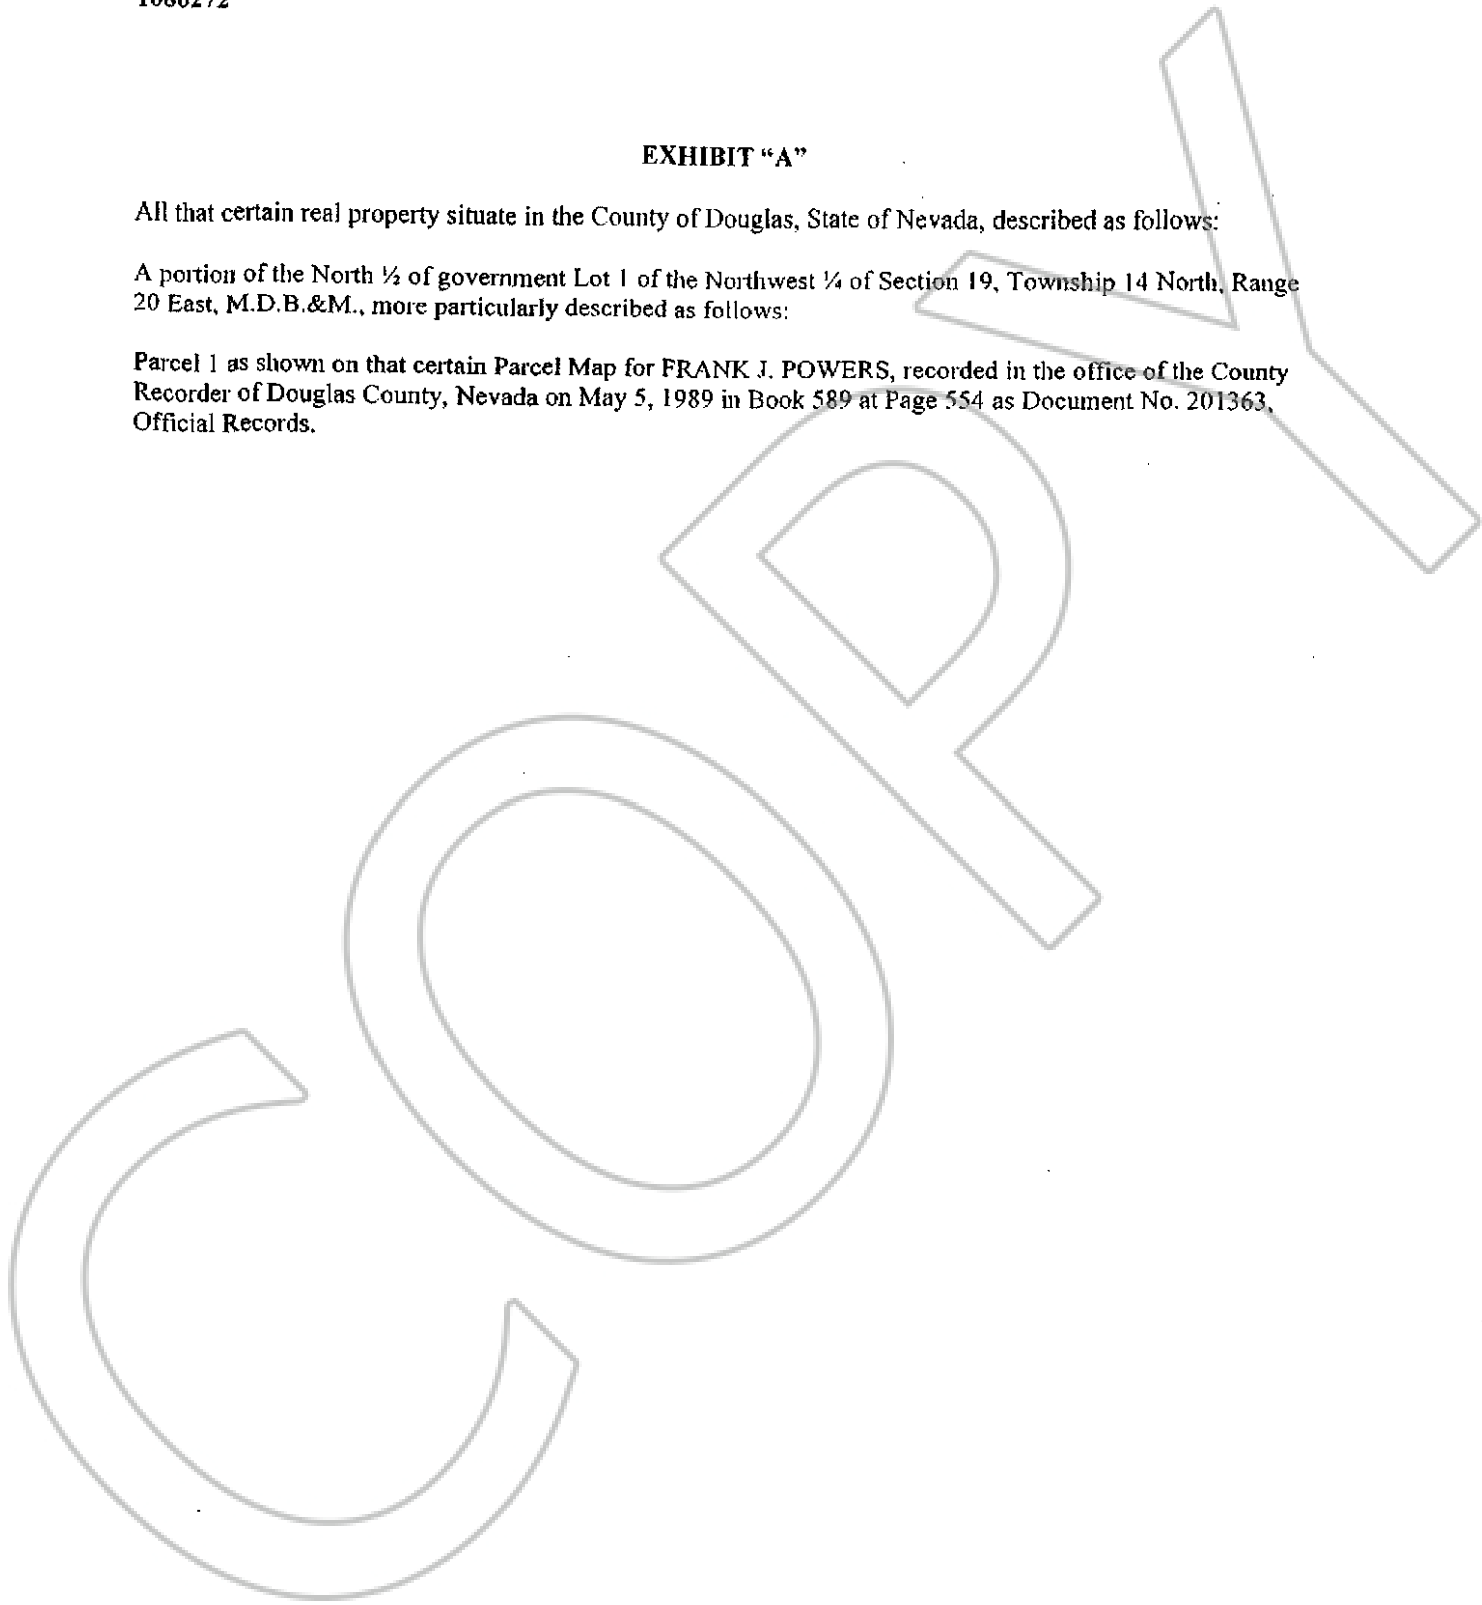 EXHIBIT “A”
All that certain real property situate in the County of Douglas, State of Nevada, described as follows:
A portion of the North ½ of government Lot 1 of the Northwest ¼ of Section 19, Township 14 North, Range
20 East, M.D.B.&M., more particularly described as follows:
Parcel 1 as shown on that certain Parcel Map for FRANK J. POWERS, recorded in the office of the County
Recorder of Douglas County, Nevada on May 5, 1989 in Book 589 at Page 554 as Document No. 201363,
Official Records.
COPY